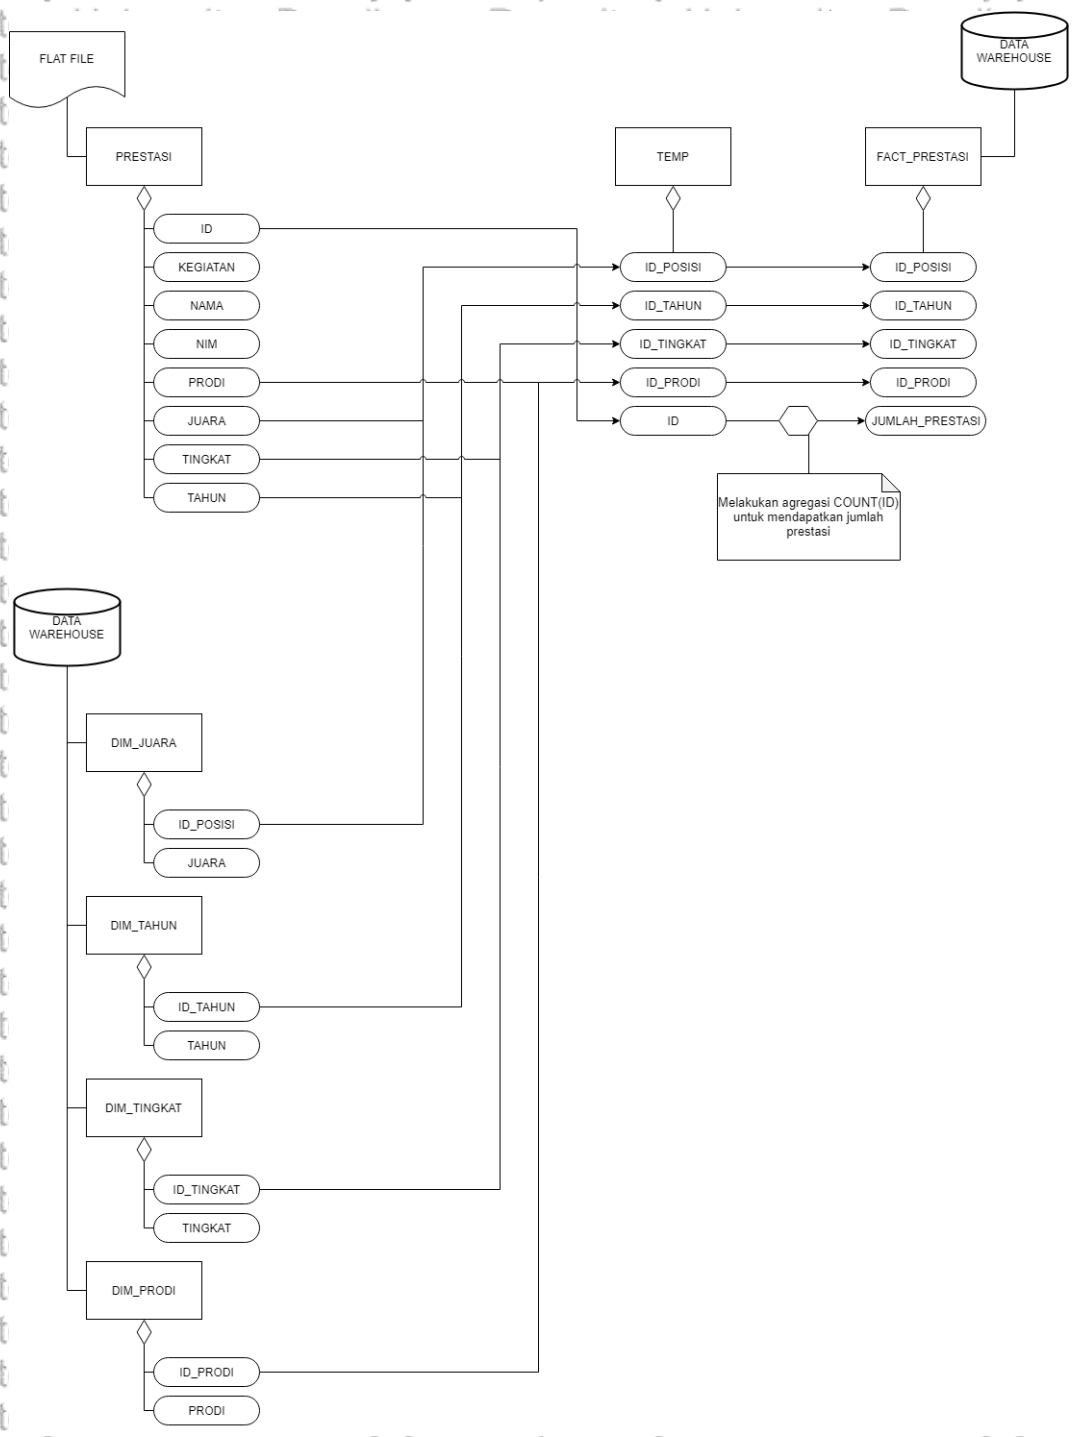 FLAT FILE
DATA
WAREHOUSE
PRESTASI
TEMP
FACT_PRESTASI
ID
KEGIATAN
ID_POSISI
ID_POSISI
NAMA
ID_TAHUN
ID_TAHUN
NIM
ID_TINGKAT
ID_TINGKAT
PRODI
ID_PRODI
ID_PRODI
JUARA
ID
JUMLAH_PRESTASI
TINGKAT
TAHUN
Melakukan agregasi COUNT(ID)
untuk mendapatkan jumlah
prestasi
DATA
WAREHOUSE
DIM_JUARA
ID_POSISI
JUARA
DIM_TAHUN
ID_TAHUN
TAHUN
DIM_TINGKAT
ID_TINGKAT
TINGKAT
DIM_PRODI
ID_PRODI
PRODI